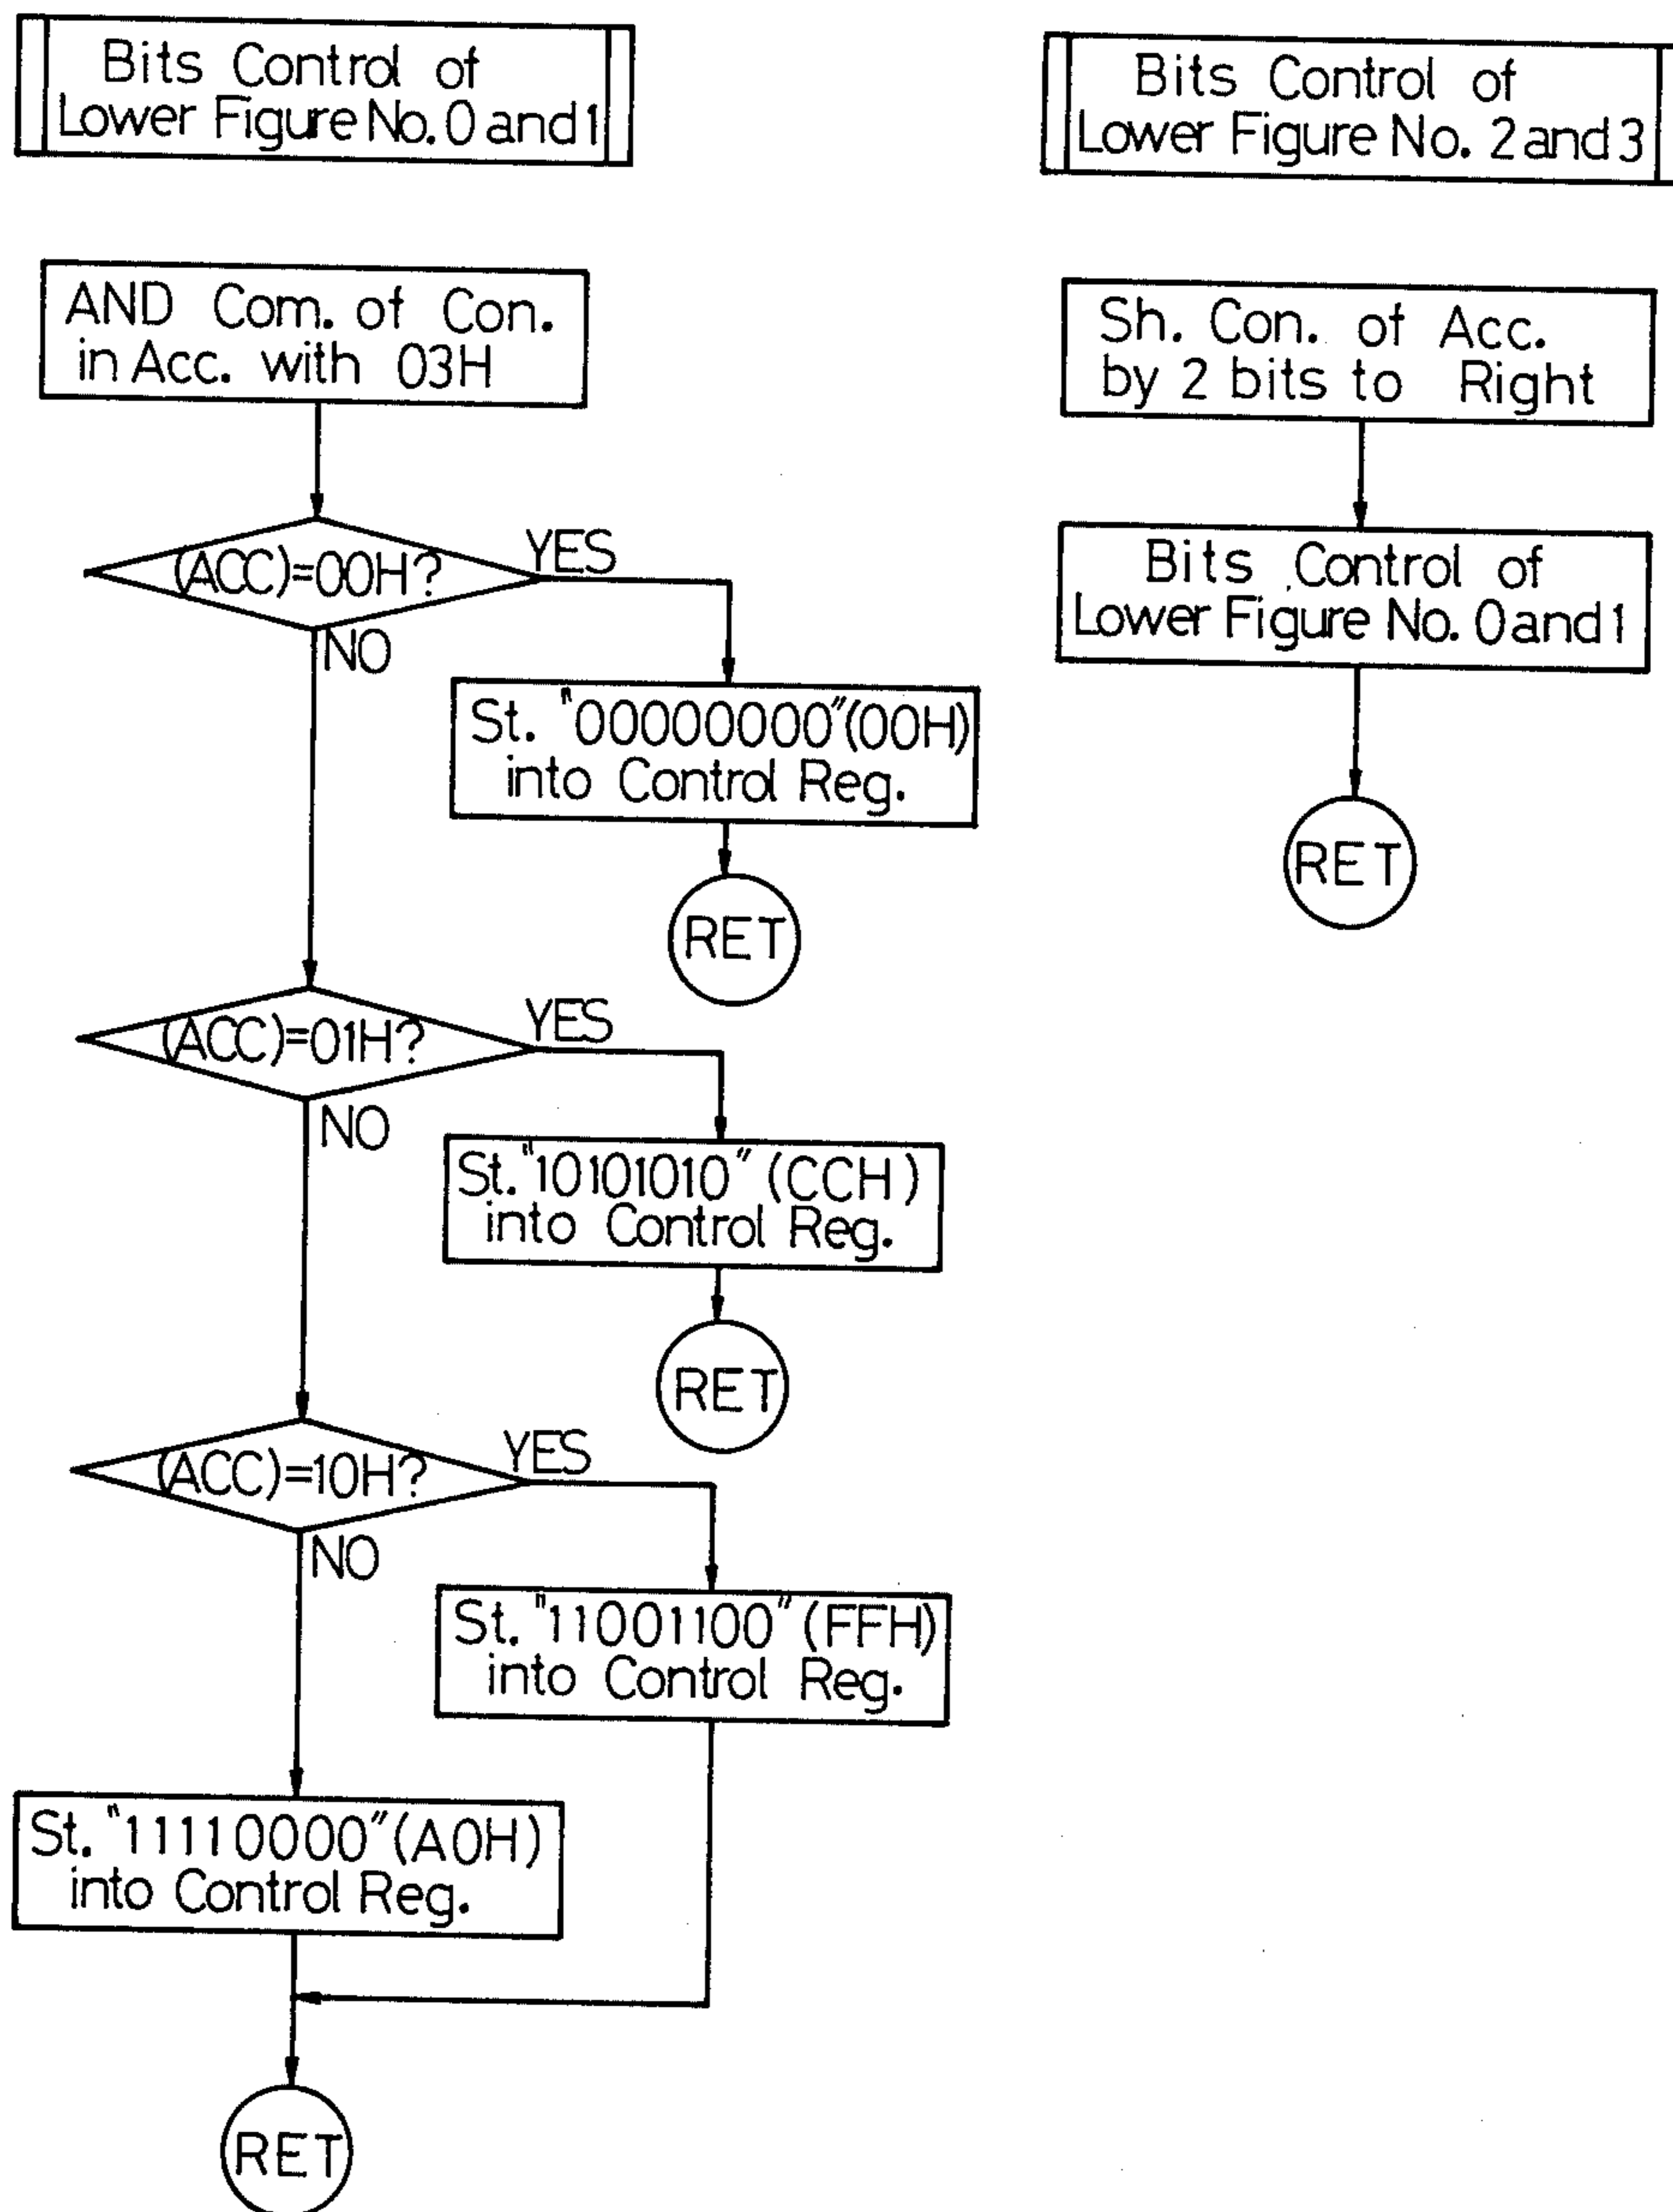 Bits Control of
Lower Figure No. 0 and 1
AND Com. of Con.
in Acc. with 03H
(ACC)=00H?
YES
NO
St. "00000000" (00H)
into Control Reg.
RET
(ACC)=01H?
YES
NO
St. "10101010" (CCH)
into Control Reg.
RET
(ACC)=10H?
YES
NO
St. "11001100" (FFH)
into Control Reg.
St. "11110000" (A0H)
into Control Reg.
RET
Bits Control of
Lower Figure No. 2 and 3
Sh. Con. of Acc.
by 2 bits to Right
Bits Control of
Lower Figure No. 0 and 1
RET